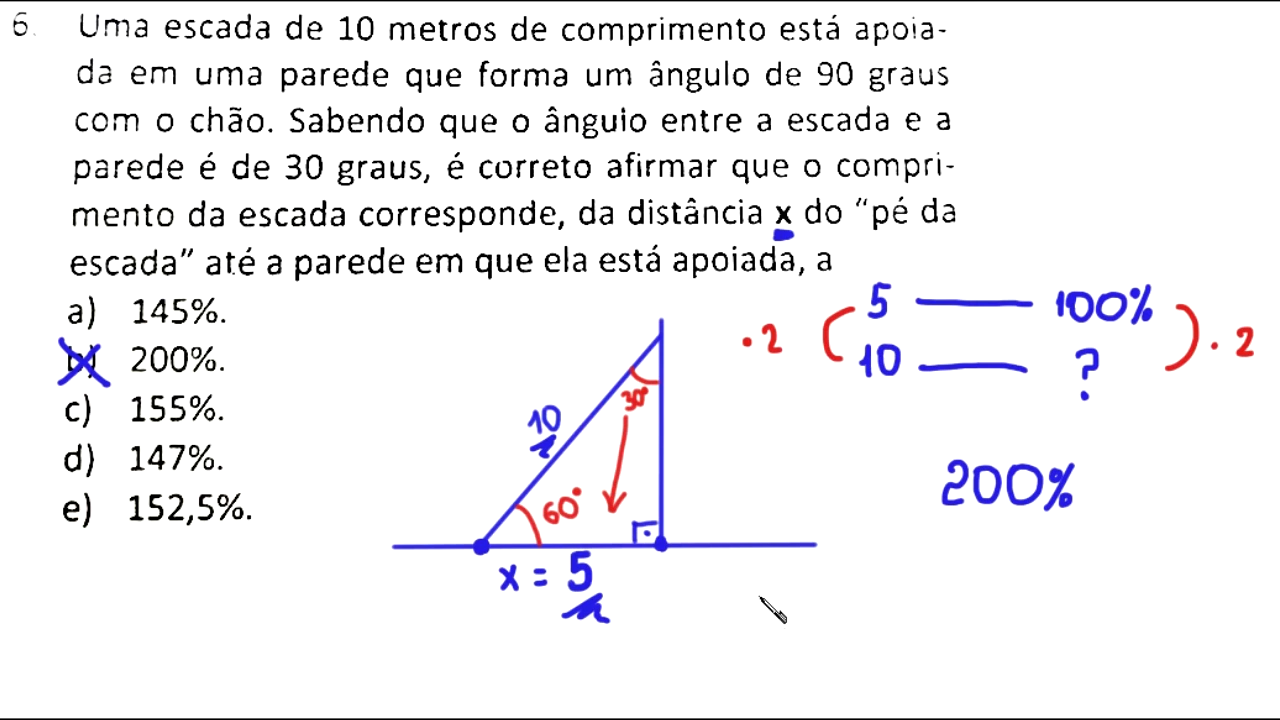 6. Uma escada de 10 metros de comprimento está apoia-
da em uma parede que forma um ângulo de 90 graus
com o chão. Sabendo que o ângulo entre a escada e a
parede é de 30 graus, é correto afirmar que o compri-
mento da escada corresponde, da distância x do “pé da
escada” até a parede em que ela está apoiada, a
a) 145%.
b) 200%.
c) 155%.
d) 147%.
e) 152,5%.
10
30°
60°
x = 5
· 2 ( 5 — 100% ) · 2
10 — ?
200%